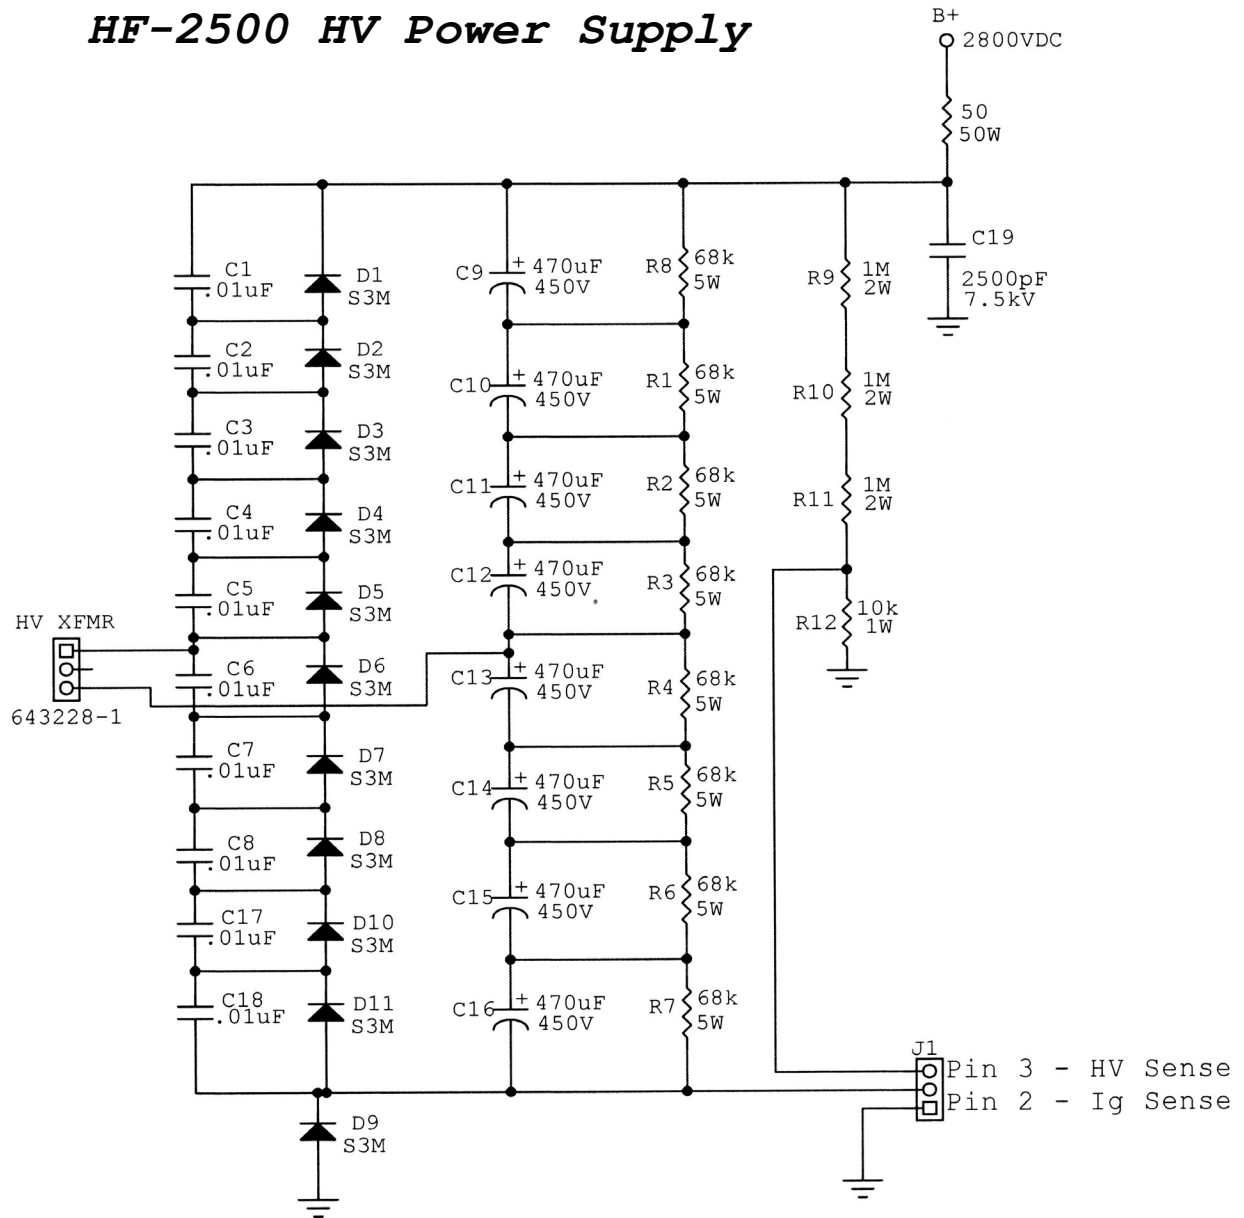 HF-2500 HV Power Supply
B+
2800VDC
50
50W
C19
2500pF
7.5kV
C1
.01uF
D1
S3M
C9
+ 470uF
450V
R8
68k
5W
R9
1M
2W
C2
.01uF
D2
S3M
C10
+ 470uF
450V
R1
68k
5W
R10
1M
2W
C3
.01uF
D3
S3M
C11
+ 470uF
450V
R2
68k
5W
R11
1M
2W
C4
.01uF
D4
S3M
C12
+ 470uF
450V
R3
68k
5W
R12
10k
1W
C5
.01uF
D5
S3M
HV XFMR
643228-1
C6
.01uF
D6
S3M
C13
+ 470uF
450V
R4
68k
5W
C7
.01uF
D7
S3M
C14
+ 470uF
450V
R5
68k
5W
C8
.01uF
D8
S3M
C15
+ 470uF
450V
R6
68k
5W
C17
.01uF
D10
S3M
C18
.01uF
D11
S3M
C16
+ 470uF
450V
R7
68k
5W
D9
S3M
J1
Pin 3 - HV Sense
Pin 2 - Ig Sense